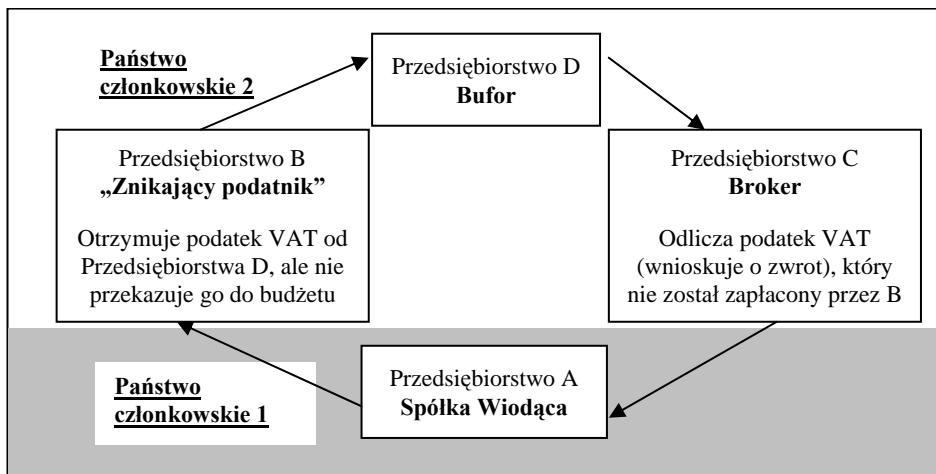 Państwo
członkowskie 2
Przedsiębiorstwo D
Bufor
Przedsiębiorstwo B
„Znikający podatnik”
Otrzymuje podatek VAT od
Przedsiębiorstwa D, ale nie
przekazuje go do budżetu
Przedsiębiorstwo C
Broker
Odlicza podatek VAT
(wnioskuje o zwrot), który
nie został zapłacony przez B
Państwo
członkowskie 1
Przedsiębiorstwo A
Spółka Wiodąca